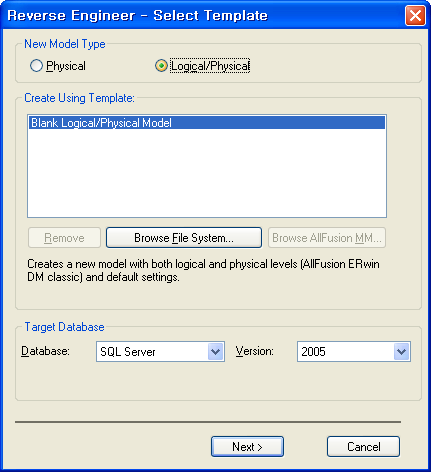 Reverse Engineer - Select Template
New Model Type
Physical
Logical/Physical
Create Using Template:
Blank Logical/Physical Model
Remove
Browse File System...
Browse AllFusion MM...
Creates a new model with both logical and physical levels (AllFusion ERwin
DM classic) and default settings.
Target Database
Database:
SQL Server
Version:
2005
Next >
Cancel